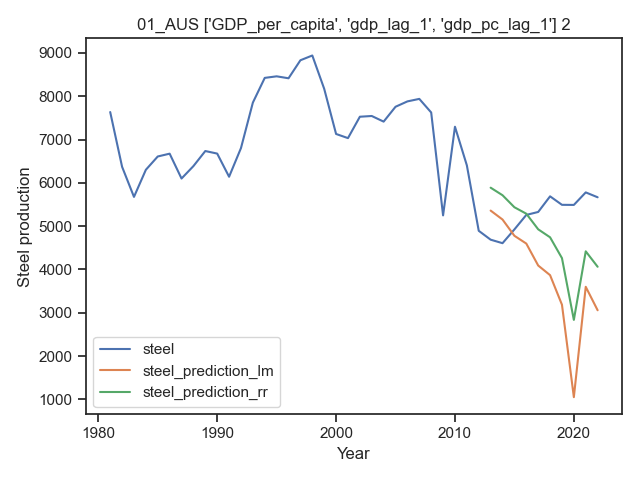 01_AUS ['GDP_per_capita', 'gdp_lag_1', 'gdp_pc_lag_1'] 2
9000
8000
7000
6000
5000
4000
3000
2000
1000
Steel production
steel
steel_prediction_lm
steel_prediction_rr
1980
1990
2000
2010
2020
Year